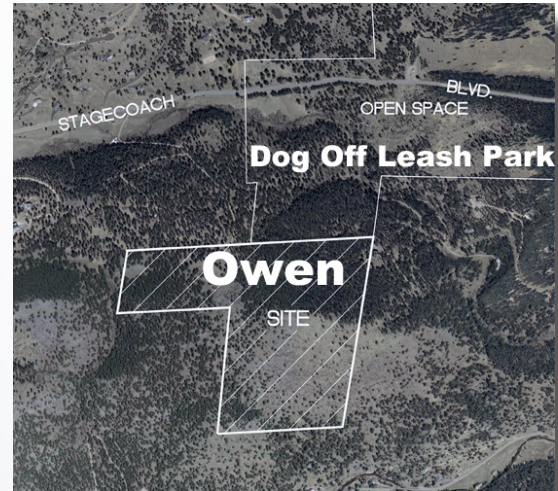 STAGECOACH
BLVD.
OPEN SPACE
Dog Off Leash Park
Owen
SITE